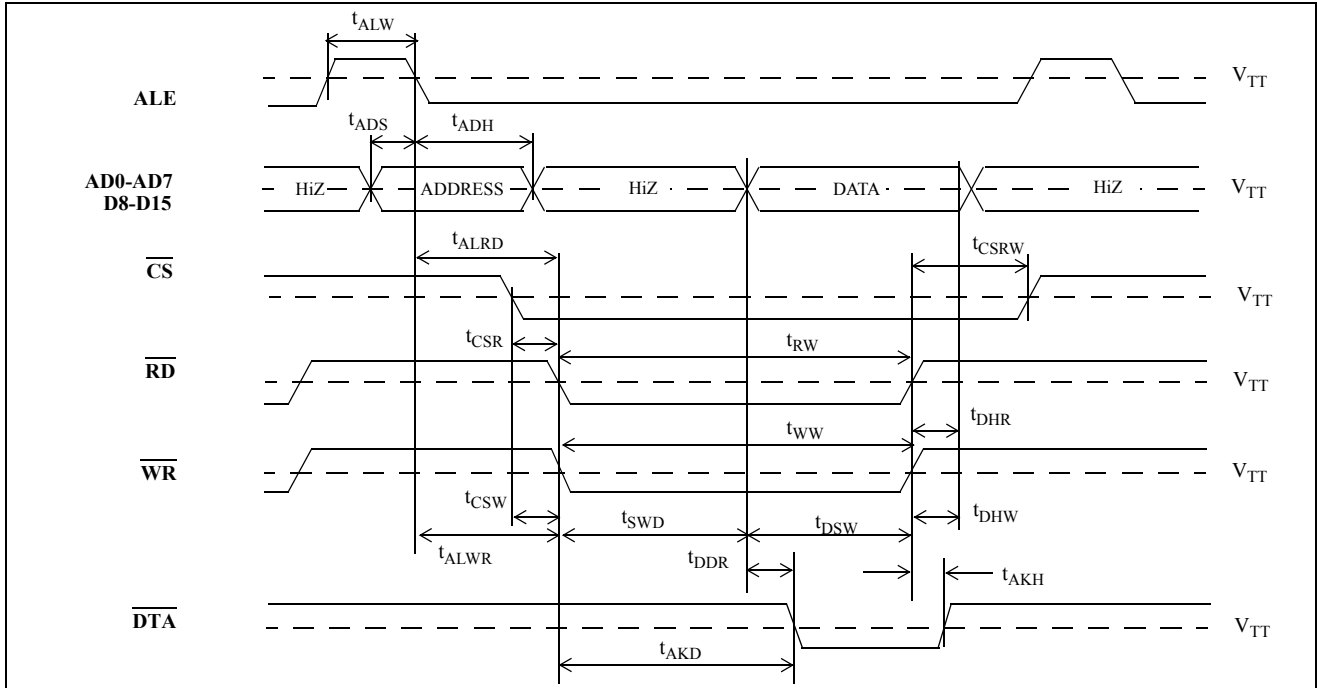 tALW
ALE
VTT
tADS
tADH
AD0-AD7
D8-D15
HiZ ADDRESS HiZ DATA HiZ
VTT
tALRD
tCSRW
CS
VTT
tCSR
tRW
RD
VTT
tDHR
tWW
WR
VTT
tCSW
tSWD
tDSW
tDHW
tALWR
tDDR
tAKH
DTA
VTT
tAKD